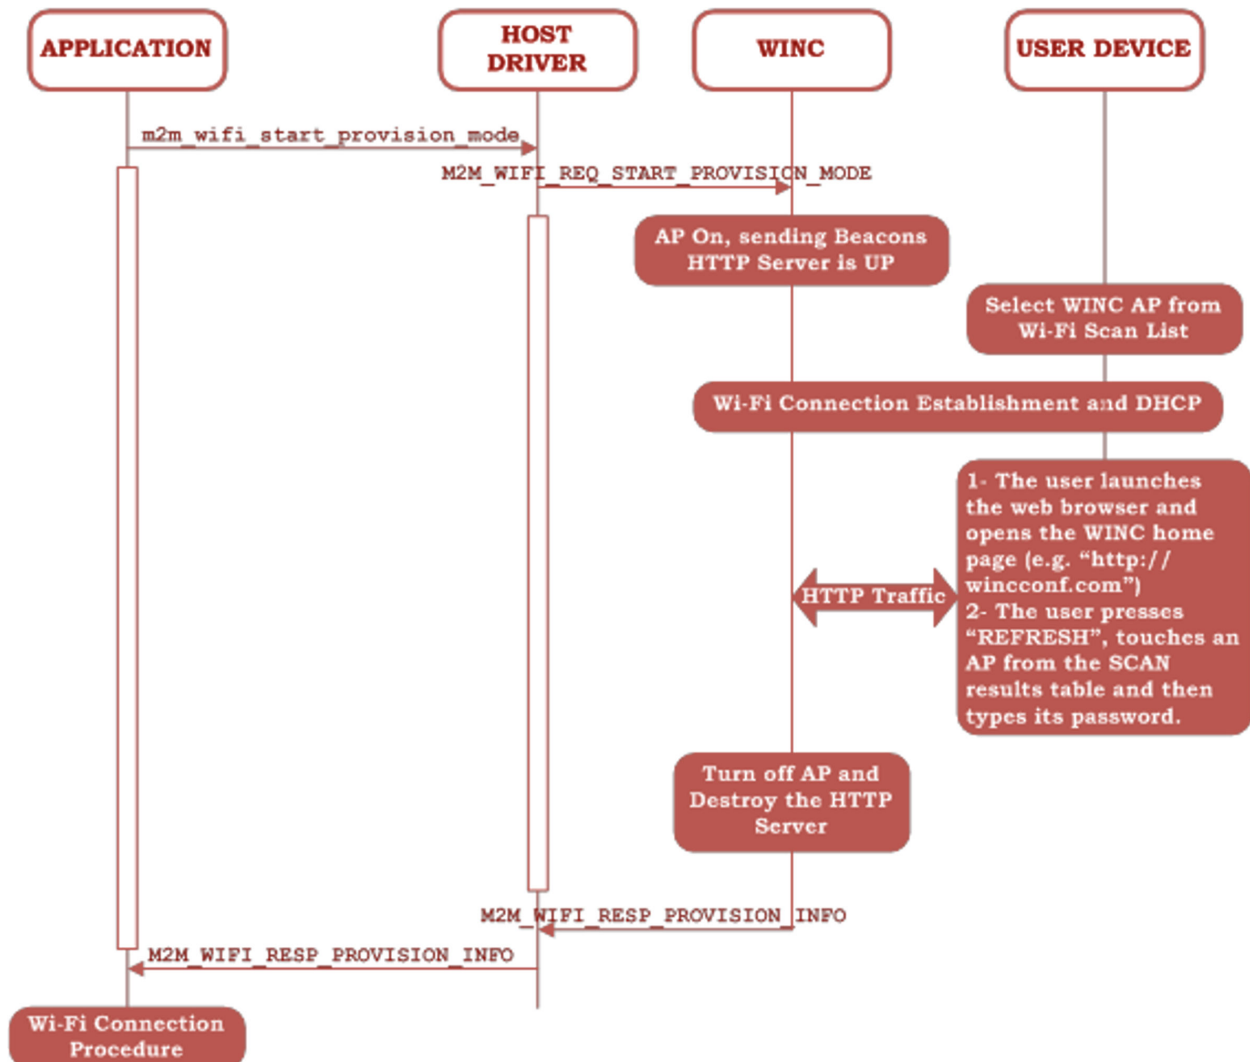 APPLICATION
HOST
DRIVER
WINC
USER DEVICE
m2m_wifi_start_provision_mode
M2M_WIFI_REQ_START_PROVISION_MODE
AP On, sending Beacons
HTTP Server is UP
Select WINC AP from
Wi-Fi Scan List
Wi-Fi Connection Establishment and DHCP
1- The user launches
the web browser and
opens the WINC home
page (e.g. “http://
wincconf.com”)
2- The user presses
“REFRESH”, touches an
AP from the SCAN
results table and then
types its password.
HTTP Traffic
Turn off AP and
Destroy the HTTP
Server
M2M_WIFI_RESP_PROVISION_INFO
M2M_WIFI_RESP_PROVISION_INFO
Wi-Fi Connection
Procedure